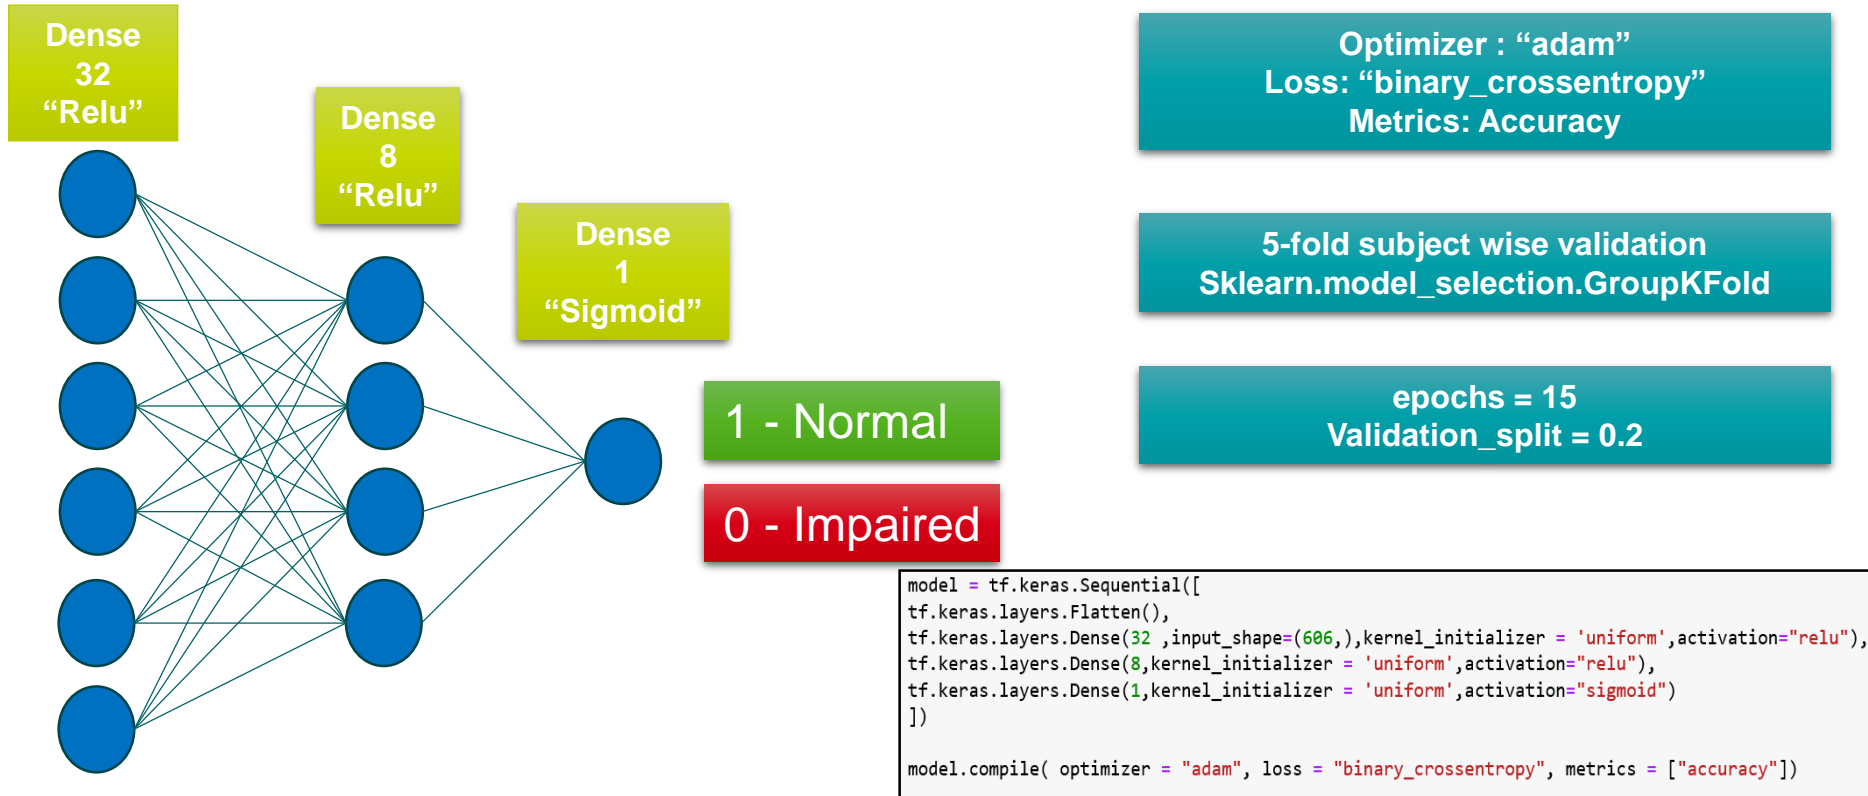 Dense
32
“Relu”
Dense
8
“Relu”
Dense
1
“Sigmoid”
1 - Normal
0 - Impaired
Optimizer : “adam”
Loss: “binary_crossentropy”
Metrics: Accuracy
5-fold subject wise validation
Sklearn.model_selection.GroupKFold
epochs = 15
Validation_split = 0.2
model = tf.keras.Sequential([
tf.keras.layers.Flatten(),
tf.keras.layers.Dense(32 ,input_shape=(606,),kernel_initializer = 'uniform',activation="relu"),
tf.keras.layers.Dense(8,kernel_initializer = 'uniform',activation="relu"),
tf.keras.layers.Dense(1,kernel_initializer = 'uniform',activation="sigmoid")
])
model.compile( optimizer = "adam", loss = "binary_crossentropy", metrics = ["accuracy"])